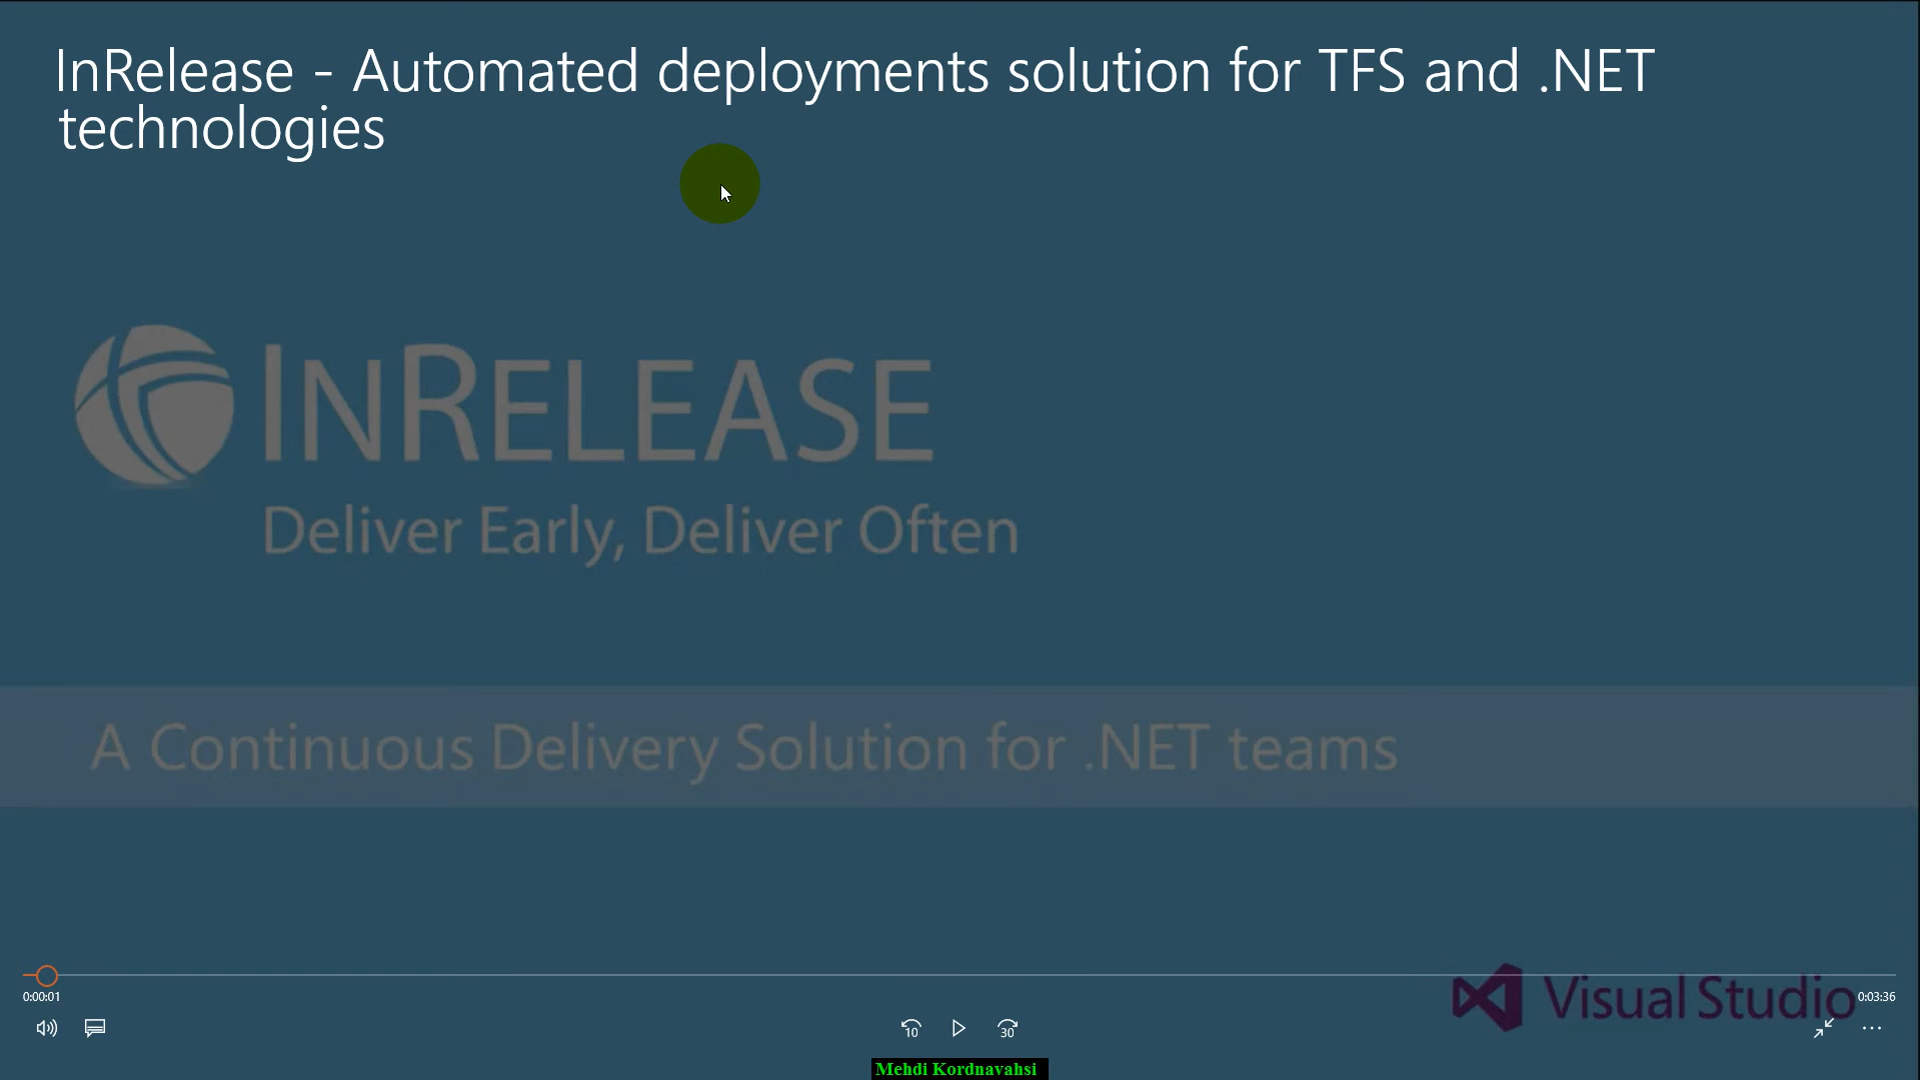 InRelease - Automated deployments solution for TFS and .NET
technologies
INRELEASE
Deliver Early, Deliver Often
A Continuous Delivery Solution for .NET teams
Visual Studio
0:00:01
0:03:36
10
30
Mehdi Kordnavahsi